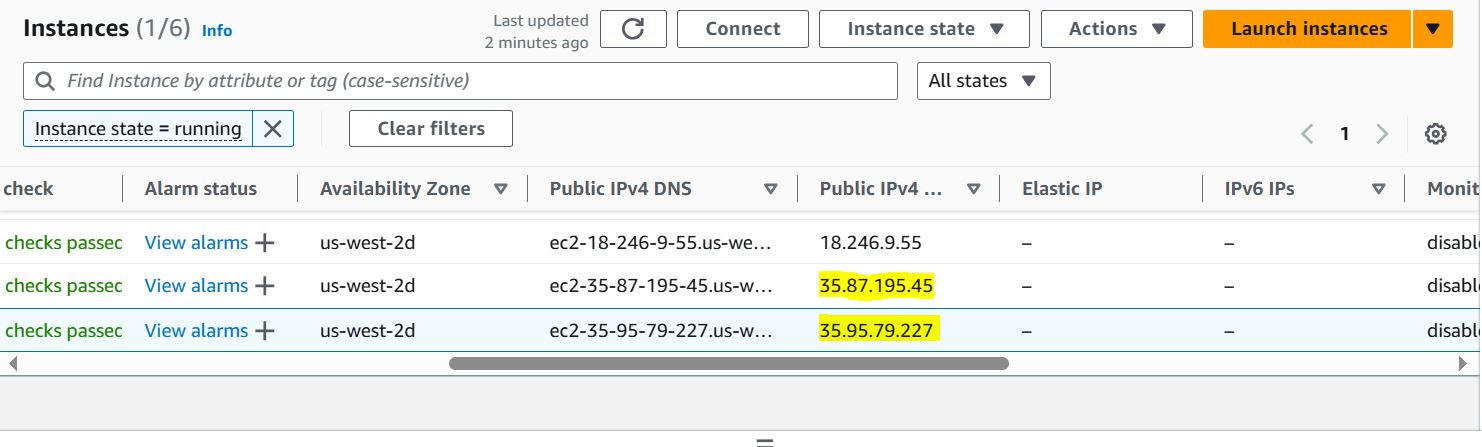 Instances (1/6) Info
Last updated
2 minutes ago
Connect
Instance state
Actions
Launch instances
Find Instance by attribute or tag (case-sensitive)
All states
Instance state = running
Clear filters
1
check Alarm status Availability Zone Public IPv4 DNS Public IPv4 ... Elastic IP IPv6 IPs Monit
checks passec View alarms + us-west-2d ec2-18-246-9-55.us-we... 18.246.9.55 – – disabl
checks passec View alarms + us-west-2d ec2-35-87-195-45.us-w... 35.87.195.45 – – disabl
checks passec View alarms + us-west-2d ec2-35-95-79-227.us-w... 35.95.79.227 – – disabl